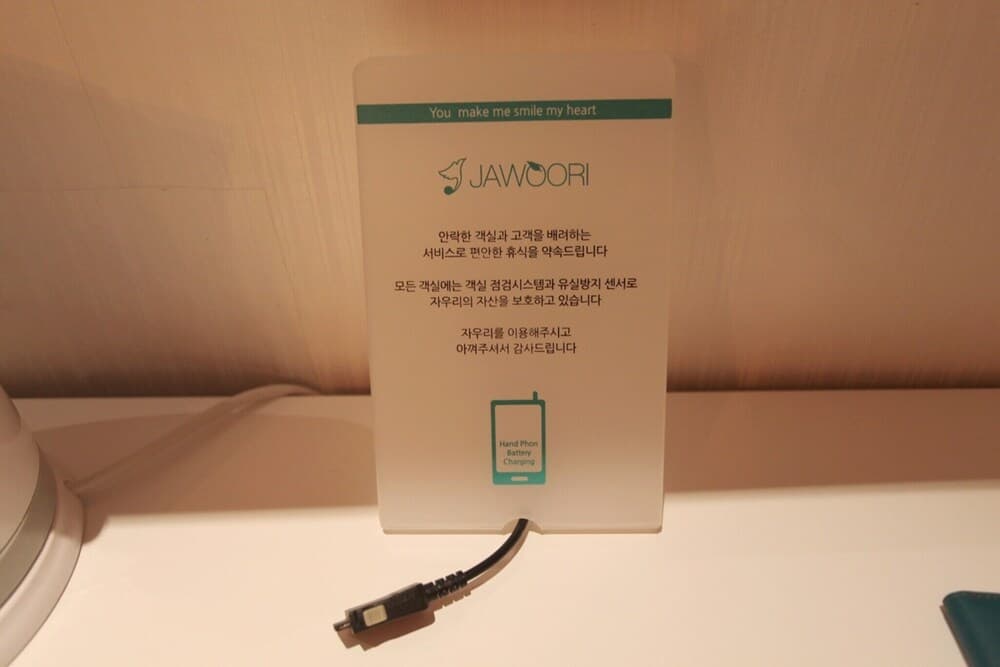 You make me smile my heart
JAWOORI
안락한 객실과 고객을 배려하는
서비스로 편안한 휴식을 약속드립니다
모든 객실에는 객실 점검시스템과 유실방지 센서로
자우리의 자산을 보호하고 있습니다
자우리를 이용해주시고
아껴주셔서 감사드립니다
Hand Phon
Battery
Charging